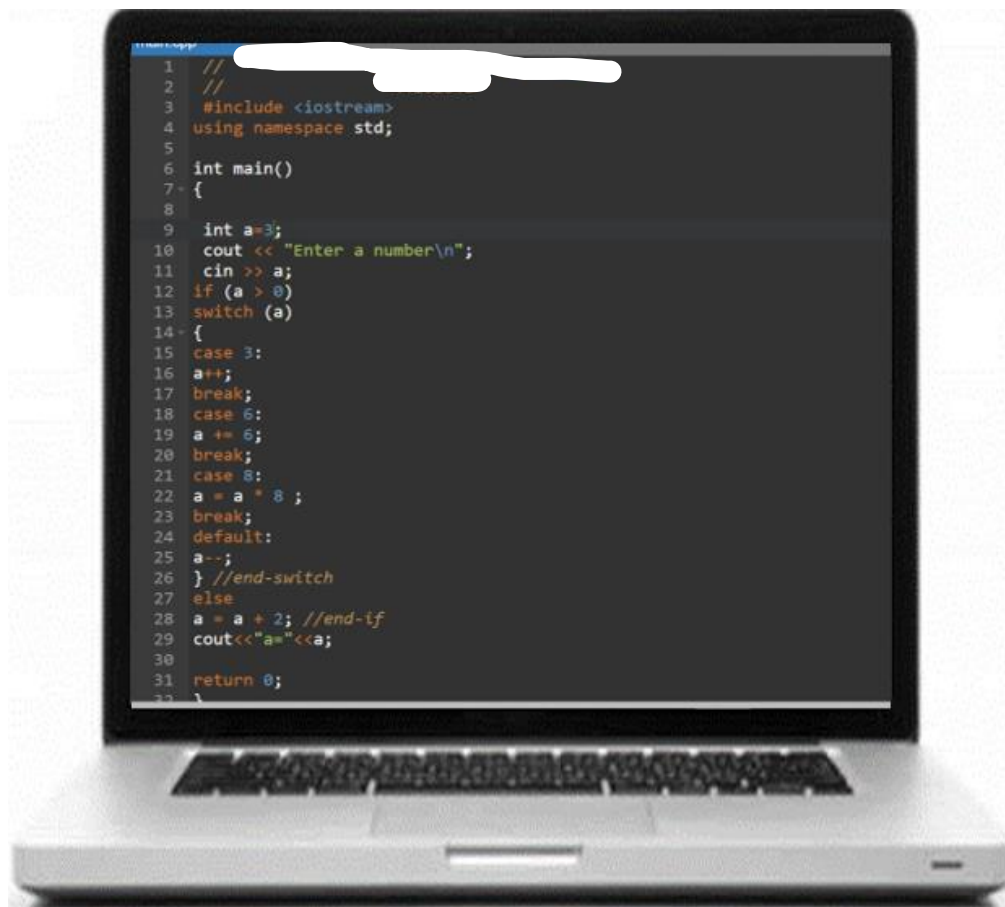 main.cpp
1 //
2 //
3 #include <iostream>
4 using namespace std;
5
6 int main()
7 {
8
9 int a=3;
10 cout << "Enter a number\n";
11 cin >> a;
12 if (a > 0)
13 switch (a)
14 {
15 case 3:
16 a++;
17 break;
18 case 6:
19 a += 6;
20 break;
21 case 8:
22 a = a * 8 ;
23 break;
24 default:
25 a--;
26 } //end-switch
27 else
28 a = a + 2; //end-if
29 cout<<"a="<<a;
30
31 return 0;
32 }